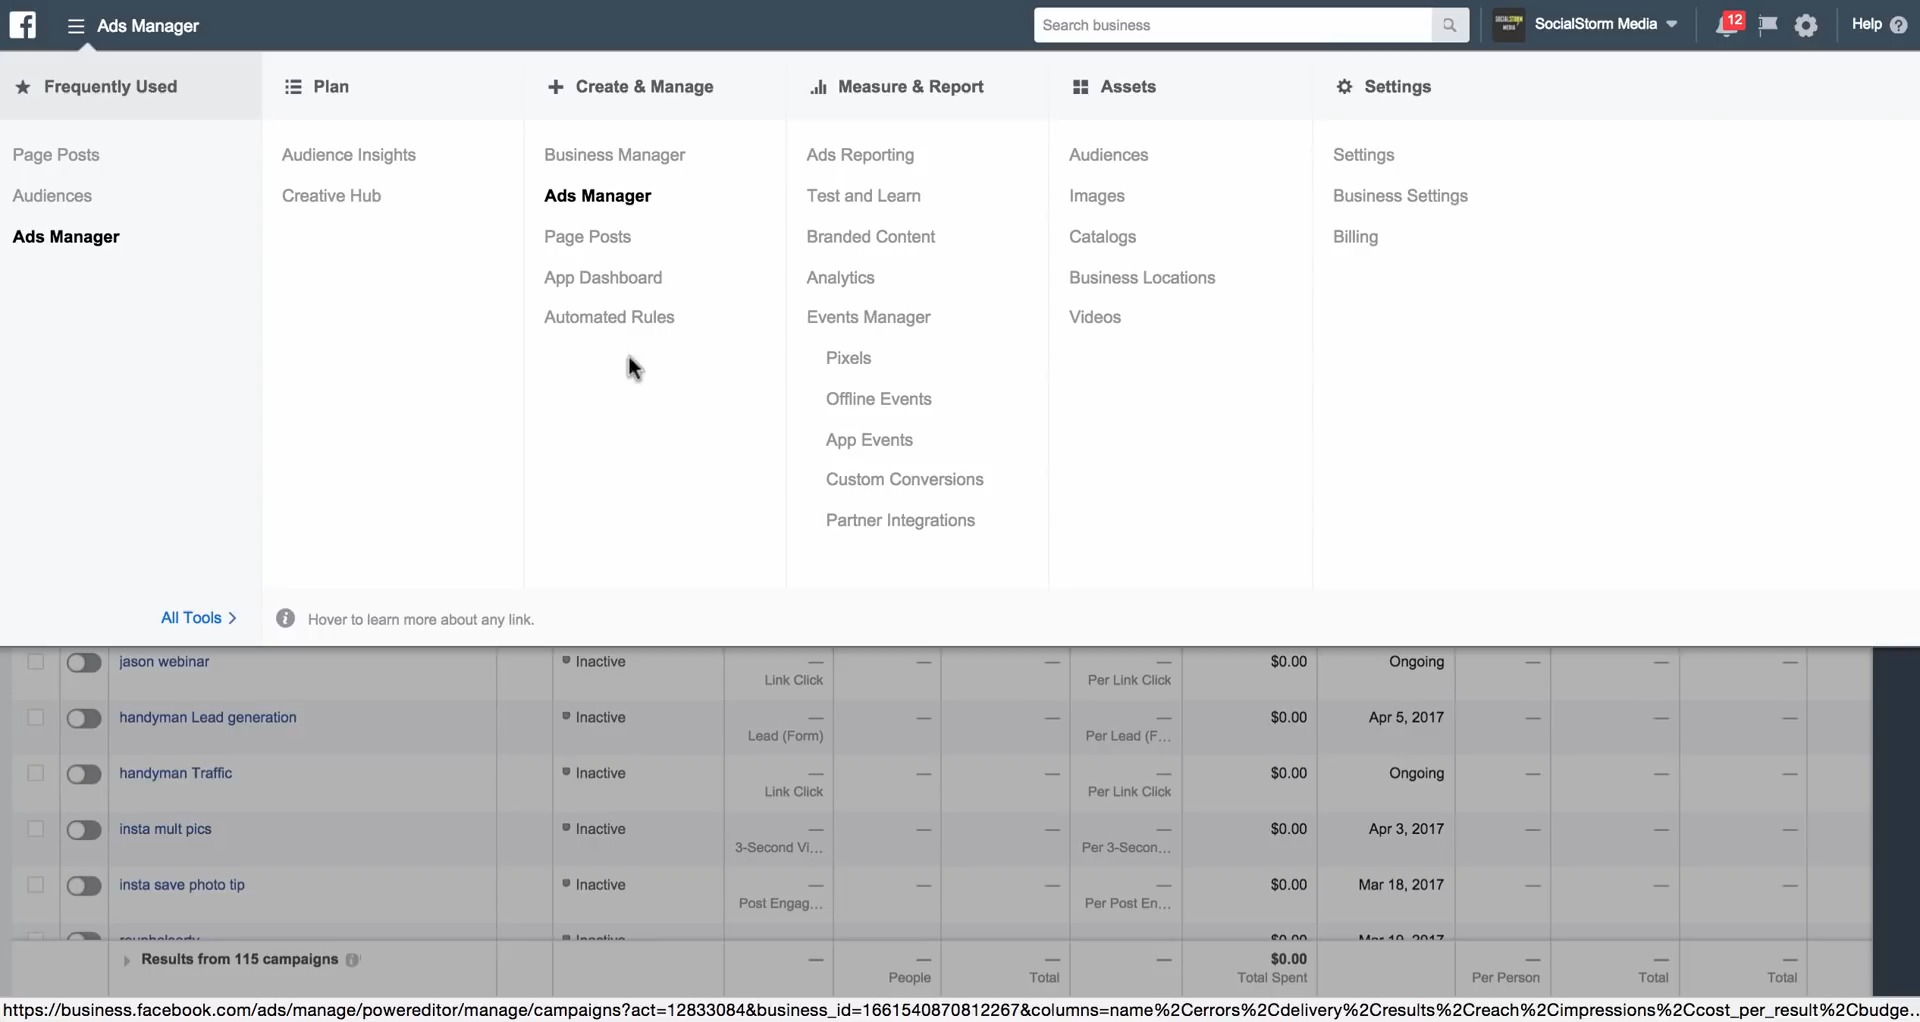 Ads Manager
Search business
SOCIALSTORM
MEDIA
SocialStorm Media
12
Help
Frequently Used
Plan
Create & Manage
Measure & Report
Assets
Settings
Page Posts
Audiences
Ads Manager
Audience Insights
Creative Hub
Business Manager
Ads Manager
Page Posts
App Dashboard
Automated Rules
Ads Reporting
Test and Learn
Branded Content
Analytics
Events Manager
Pixels
Offline Events
App Events
Custom Conversions
Partner Integrations
Audiences
Images
Catalogs
Business Locations
Videos
Settings
Business Settings
Billing
All Tools
Hover to learn more about any link.
jason webinar Inactive — — — — $0.00 Ongoing — — —
Link Click Per Link Click
handyman Lead generation Inactive — — — — $0.00 Apr 5, 2017 — — —
Lead (Form) Per Lead (F...
handyman Traffic Inactive — — — — $0.00 Ongoing — — —
Link Click Per Link Click
insta mult pics Inactive — — — — $0.00 Apr 3, 2017 — — —
3-Second Vi... Per 3-Secon...
insta save photo tip Inactive — — — — $0.00 Mar 18, 2017 — — —
Post Engag... Per Post En...
Inactive $0.00 Mar 19, 2017
Results from 115 campaigns — — — — $0.00 — — —
People Total Total Spent Per Person Total Total
https://business.facebook.com/ads/manage/powereditor/manage/campaigns?act=12833084&business_id=1661540870812267&columns=name%2Cerrors%2Cdelivery%2Cresults%2Creach%2Cimpressions%2Ccost_per_result%2Cbudge...